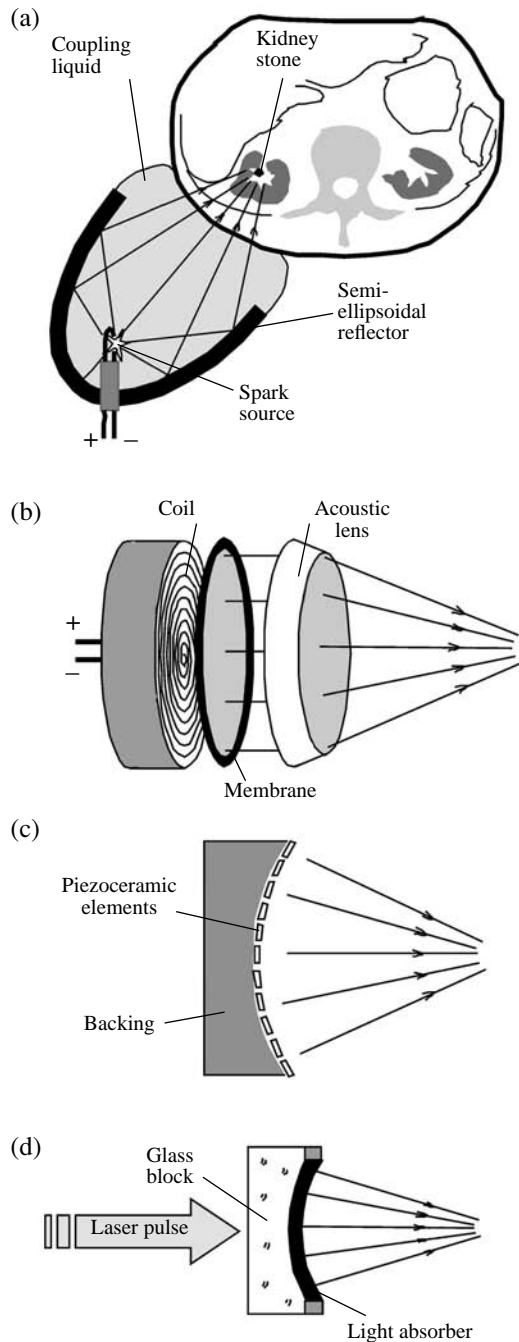 (a)
Coupling
liquid
Kidney
stone
Semi-
ellipsoidal
reflector
Spark
source
+ –
(b)
Coil
Acoustic
lens
+
–
Membrane
(c)
Piezoceramic
elements
Backing
(d)
Glass
block
Laser pulse
Light absorber